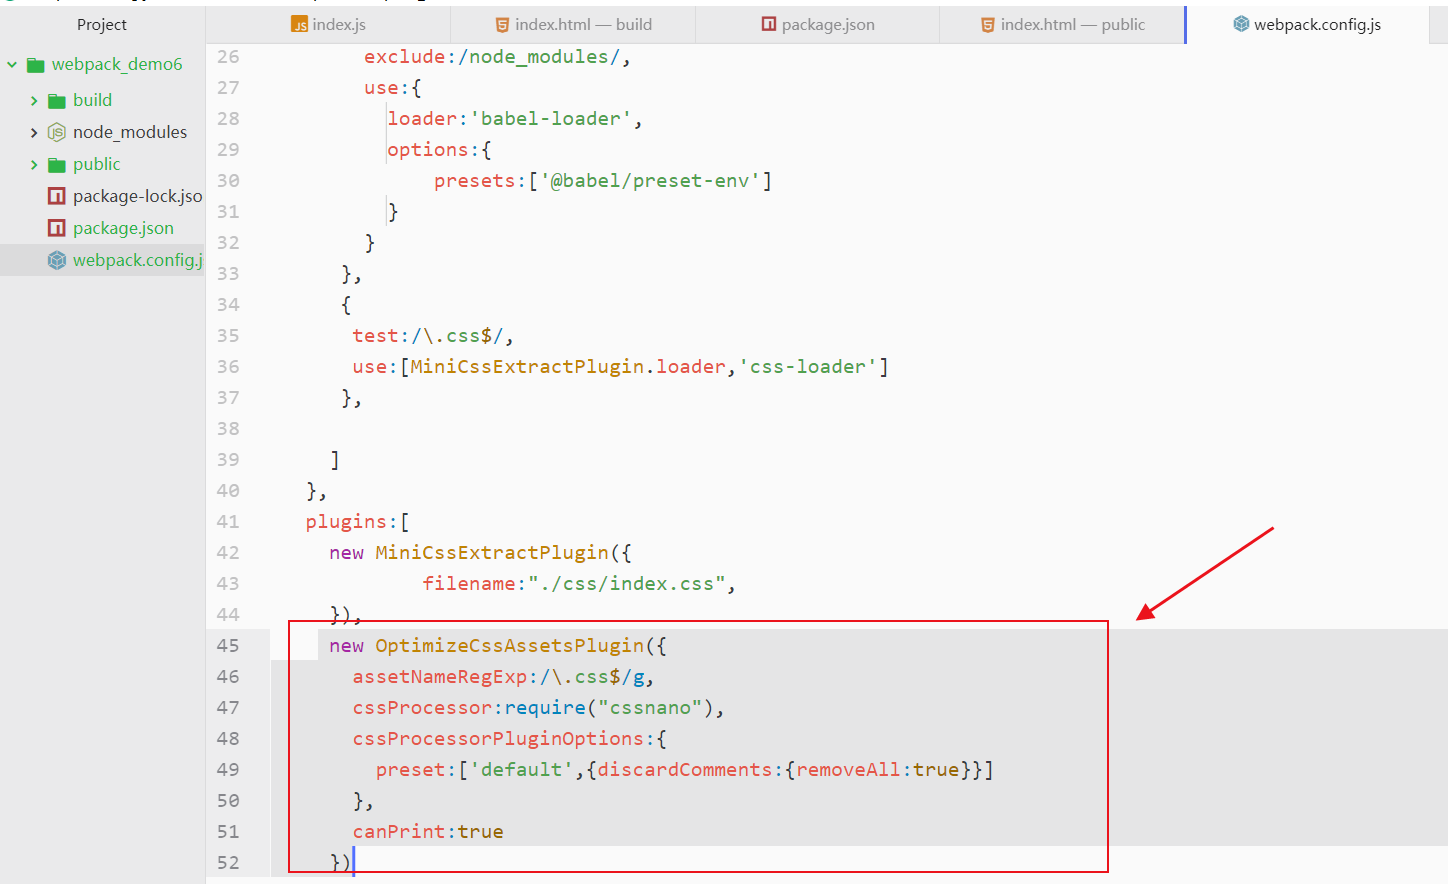 Project
index.js
index.html — build
package.json
index.html — public
webpack.config.js
webpack_demo6
build
node_modules
public
package-lock.jso
package.json
webpack.config.j
26 exclude:/node_modules/,
27 use:{
28 loader:'babel-loader',
29 options:{
30 presets:['@babel/preset-env']
31 }
32 }
33 },
34 {
35 test:/\.css$/,
36 use:[MiniCssExtractPlugin.loader,'css-loader']
37 },
38
39 ]
40 },
41 plugins:[
42 new MiniCssExtractPlugin({
43 filename:"./css/index.css",
44 }),
45 new OptimizeCssAssetsPlugin({
46 assetNameRegExp:/\.css$/g,
47 cssProcessor:require("cssnano"),
48 cssProcessorPluginOptions:{
49 preset:['default',{discardComments:{removeAll:true}}]
50 },
51 canPrint:true
52 })